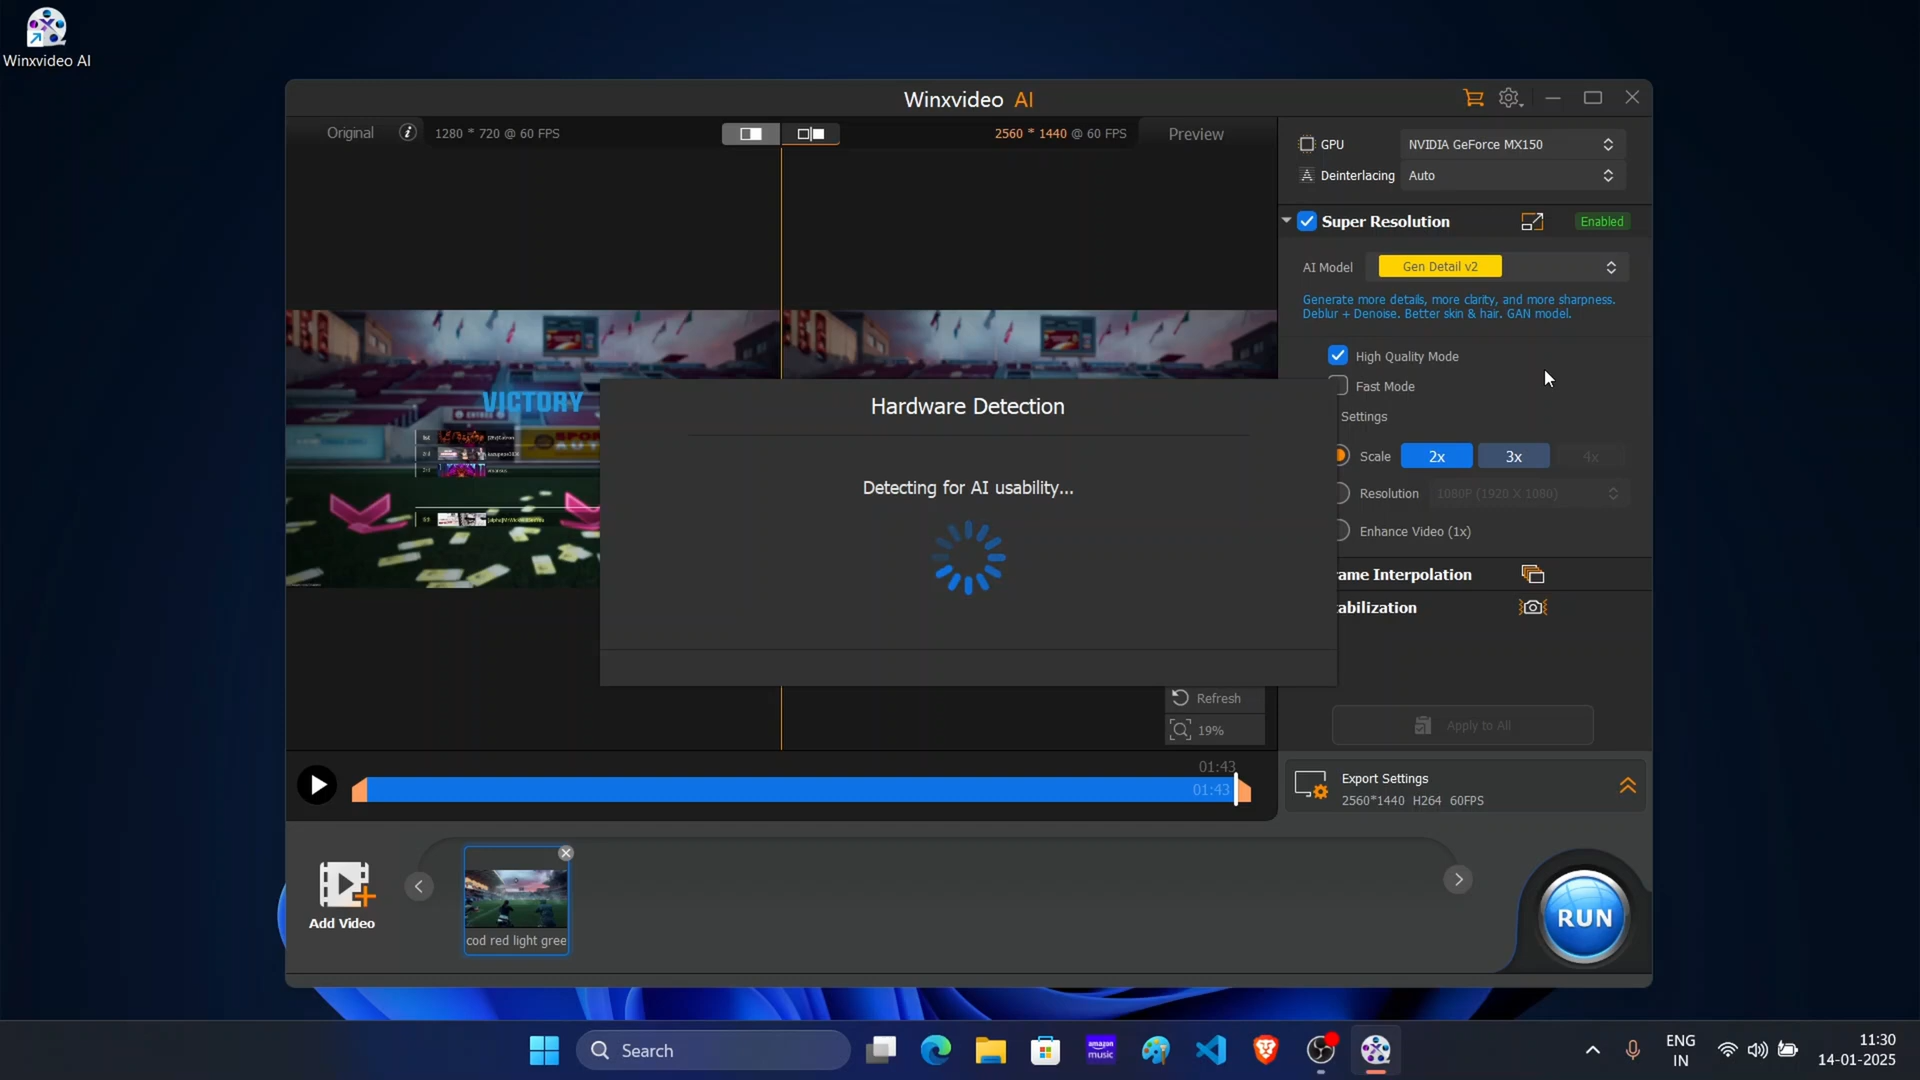 Winxvideo AI
Winxvideo AI
Original
1280 * 720 @ 60 FPS
2560 * 1440 @ 60 FPS
Preview
GPU
NVIDIA GeForce MX150
Deinterlacing
Auto
Super Resolution
Enabled
AI Model
Gen Detail v2
Generate more details, more clarity, and more sharpness.
Deblur + Denoise. Better skin & hair. GAN model.
High Quality Mode
Fast Mode
Settings
Scale
2x
3x
4x
Resolution
1080P (1920 X 1080)
Enhance Video (1x)
ame Interpolation
abilization
VICTORY
Hardware Detection
Detecting for AI usability...
Refresh
19%
Apply to All
01:43
01:43
Export Settings
2560*1440 H264 60FPS
Add Video
cod red light gree
RUN
Search
amazon
music
ENG
IN
11:30
14-01-2025